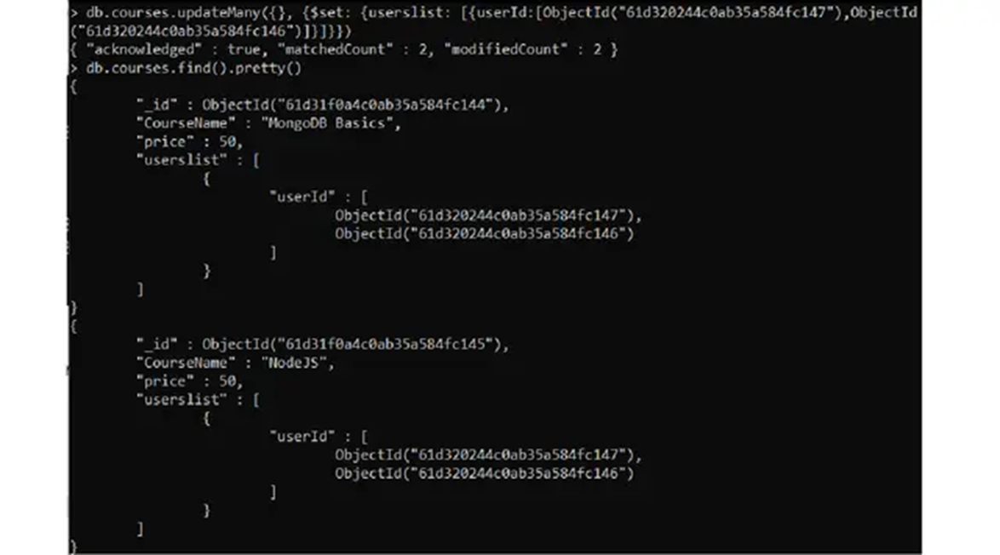 > db.courses.updateMany({}, {$set: {userslist: [{userId:[ObjectId("61d320244c0ab35a584fc147"),ObjectId
("61d320244c0ab35a584fc146")]}]}})
{ "acknowledged" : true, "matchedCount" : 2, "modifiedCount" : 2 }
> db.courses.find().pretty()
{
"_id" : ObjectId("61d31f0a4c0ab35a584fc144"),
"CourseName" : "MongoDB Basics",
"price" : 50,
"userslist" : [
{
"userId" : [
ObjectId("61d320244c0ab35a584fc147"),
ObjectId("61d320244c0ab35a584fc146")
]
}
]
}
{
"_id" : ObjectId("61d31f0a4c0ab35a584fc145"),
"CourseName" : "NodeJS",
"price" : 50,
"userslist" : [
{
"userId" : [
ObjectId("61d320244c0ab35a584fc147"),
ObjectId("61d320244c0ab35a584fc146")
]
}
]
}